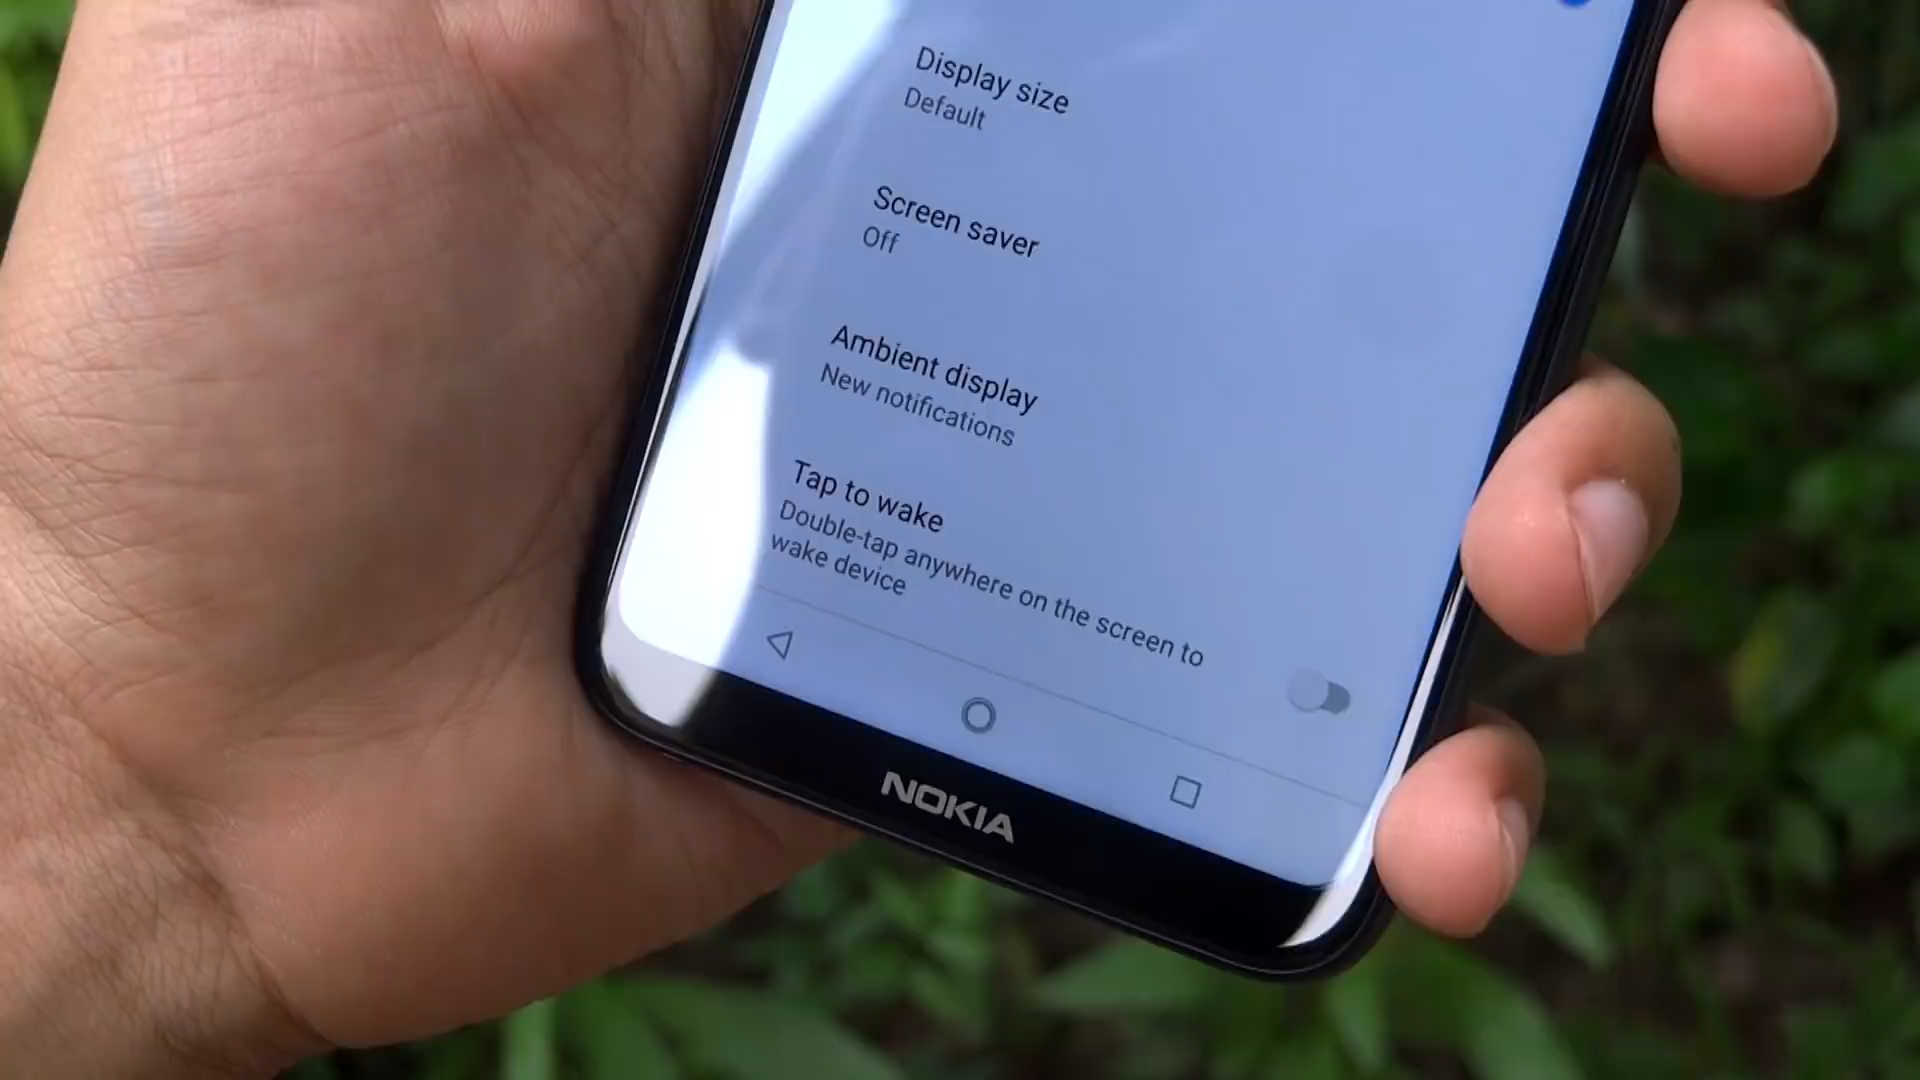 Display size
Default
Screen saver
Off
Ambient display
New notifications
Tap to wake
Double-tap anywhere on the screen to
wake device
NOKIA